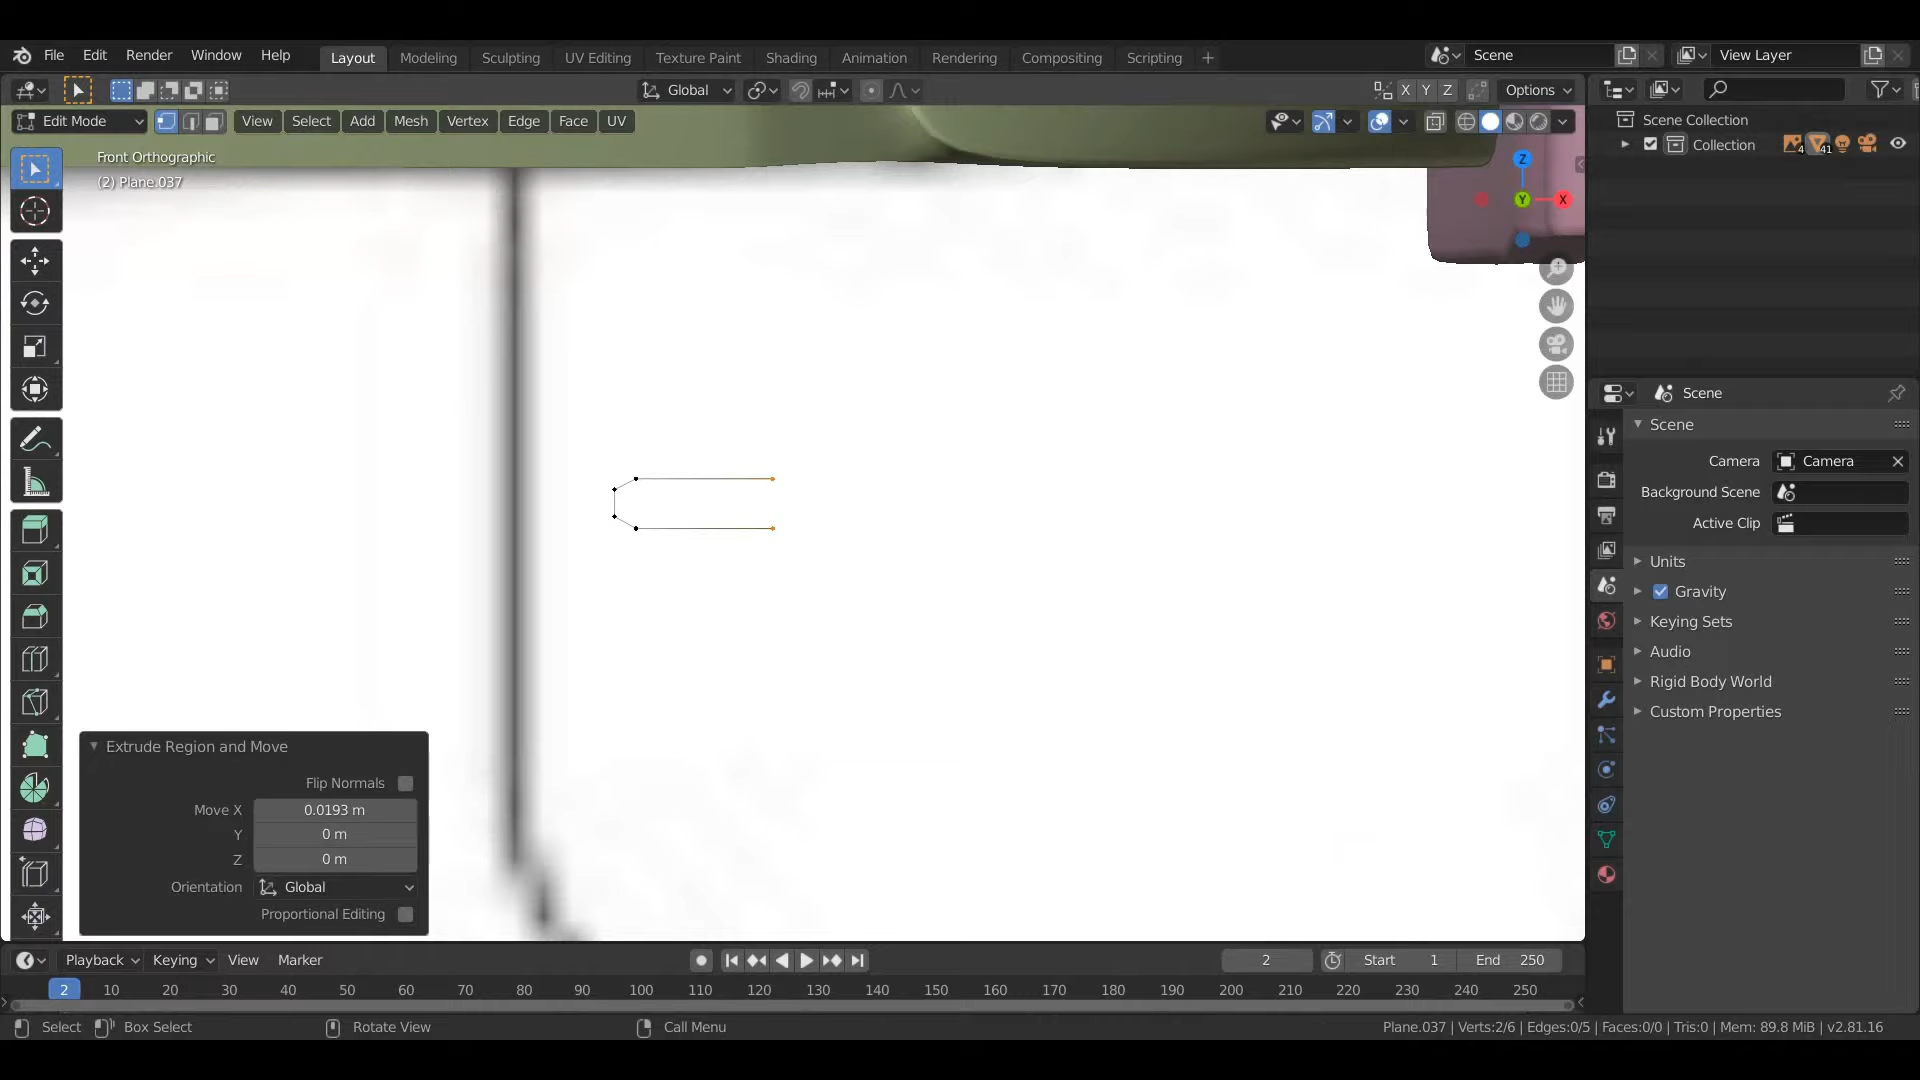 File Edit Render Window Help Layout Modeling Sculpting UV Editing Texture Paint Shading Animation Rendering Compositing Scripting + Scene View Layer
Global X Y Z Options
Edit Mode View Select Add Mesh Vertex Edge Face UV
Scene Collection
Collection 4 41
Front Orthographic
(2) Plane.037
Z
Y
X
Scene
Scene
Camera Camera
Background Scene
Active Clip
Units
Gravity
Keying Sets
Audio
Rigid Body World
Custom Properties
Extrude Region and Move
Flip Normals
Move X 0.0193 m
Y 0 m
Z 0 m
Orientation Global
Proportional Editing
Playback Keying View Marker 2 Start 1 End 250
2 10 20 30 40 50 60 70 80 90 100 110 120 130 140 150 160 170 180 190 200 210 220 230 240 250
Select Box Select Rotate View Call Menu Plane.037 | Verts:2/6 | Edges:0/5 | Faces:0/0 | Tris:0 | Mem: 89.8 MiB | v2.81.16